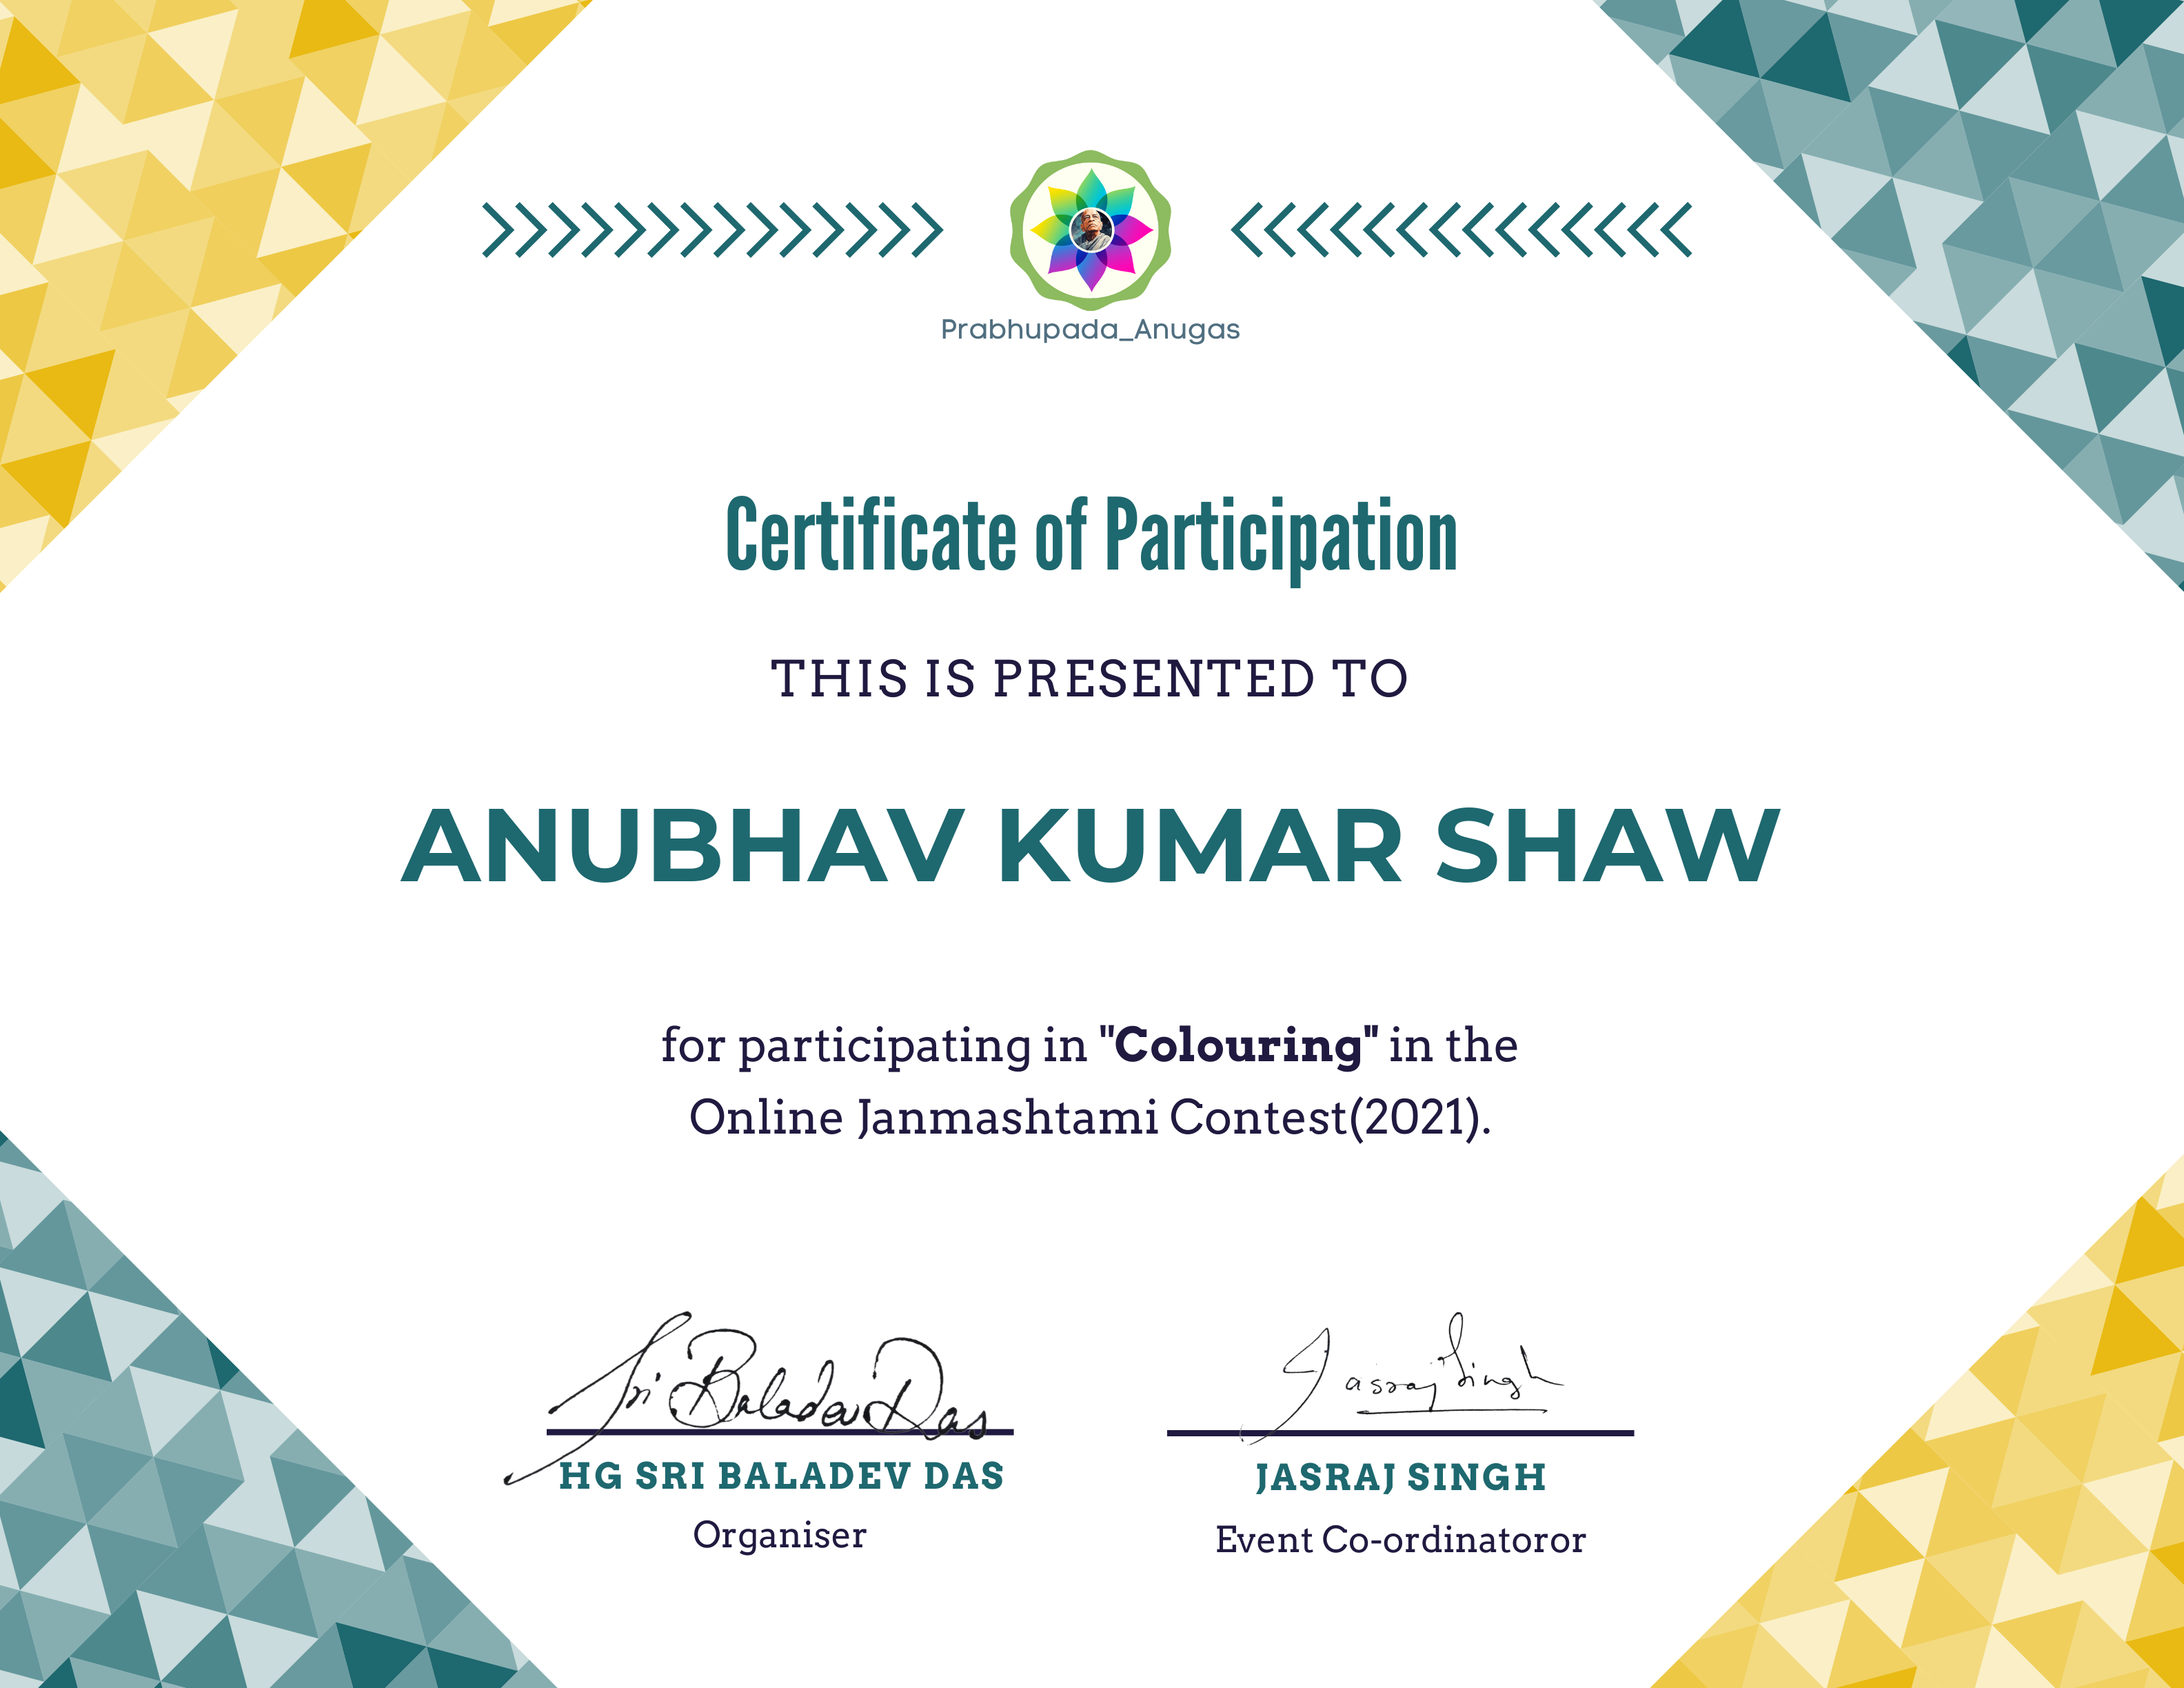 Prabhupada_Anugas
Certificate of Participation
THIS IS PRESENTED TO
ANUBHAV KUMAR SHAW
for participating in "Colouring" in the
Online Janmashtami Contest(2021).
Sri Baladev Das
Jasraj Singh
HG SRI BALADEV DAS
JASRAJ SINGH
Organiser
Event Co-ordinatoror